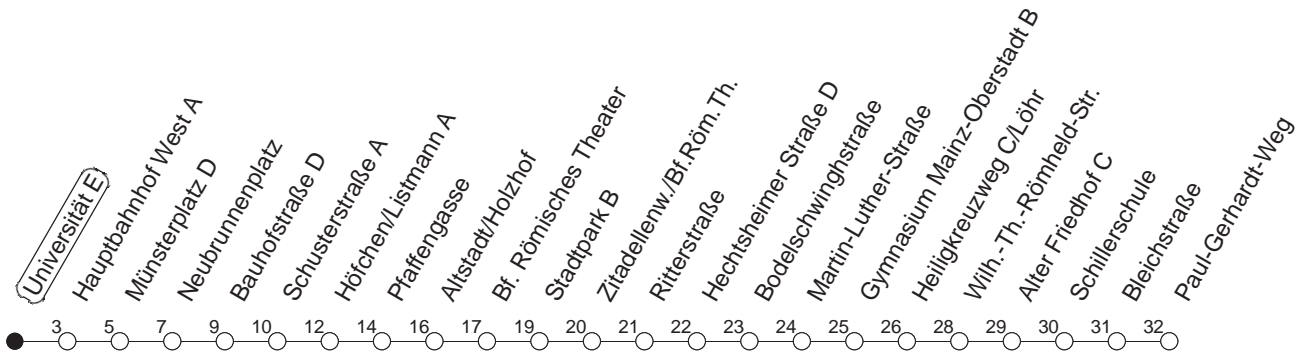 Universität E
Hauptbahnhof West A
Münsterplatz D
Neubrunnenplatz
Bauhofstraße D
Schusterstraße A
Höfchen/Listmann A
Pfaffengasse
Altstadt/Holzhof
Bf. Römisches Theater
Stadtpark B
Zitadellenw./Bf.Röm.Th.
Ritterstraße
Hechtsheimer Straße D
Bodelschwinghstraße
Martin-Luther-Straße
Gymnasium Mainz-Oberstadt B
Heiligkreuzweg C/Löhr
Wilh.-Th.-Römheld-Str.
Alter Friedhof C
Schillerschule
Bleichstraße
Paul-Gerhardt-Weg
3 5 7 9 10 12 14 16 17 19 20 21 22 23 24 25 26 28 29 30 31 32